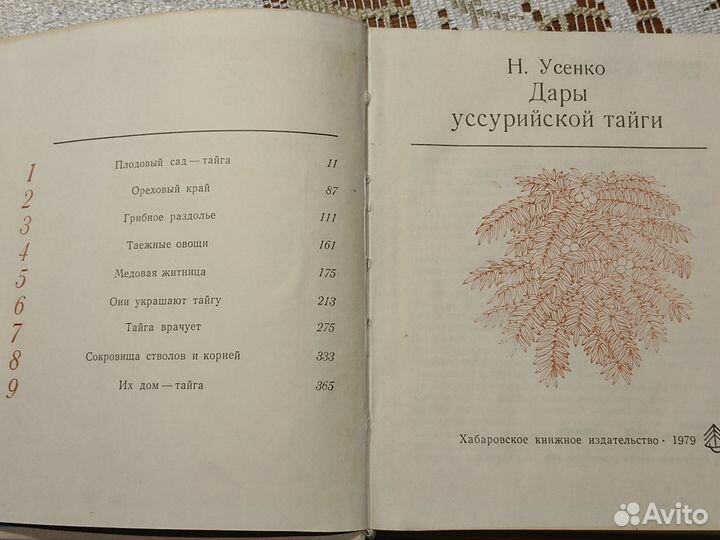 1 Плодовый сад — тайга 11
2 Ореховый край 87
3 Грибное раздолье 111
4 Таежные овощи 161
5 Медовая житница 175
6 Они украшают тайгу 213
7 Тайга врачует 275
8 Сокровища стволов и корней 333
9 Их дом — тайга 365
Н. Усенко
Дары
уссурийской тайги
Хабаровское книжное издательство · 1979
Avito